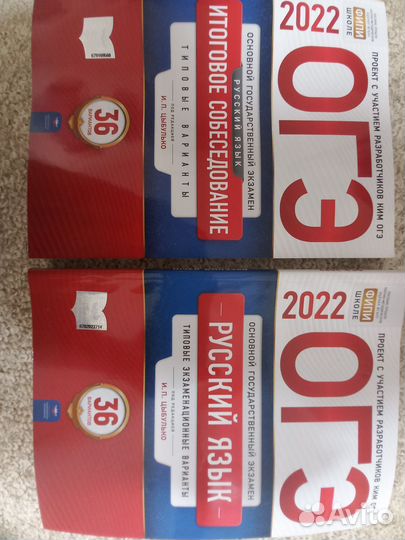 ПРОЕКТ С УЧАСТИЕМ РАЗРАБОТЧИКОВ КИМ ОГЭ
ФИПИ
ШКОЛЕ
2022
ОГЭ
ОСНОВНОЙ ГОСУДАРСТВЕННЫЙ ЭКЗАМЕН
РУССКИЙ ЯЗЫК
ИТОГОВОЕ СОБЕСЕДОВАНИЕ
ТИПОВЫЕ ВАРИАНТЫ
ПОД РЕДАКЦИЕЙ
И. П. ЦЫБУЛЬКО
36
ВАРИАНТОВ
ПРОЕКТ С УЧАСТИЕМ РАЗРАБОТЧИКОВ КИМ ОГ
ФИПИ
ШКОЛЕ
2022
ОГЭ
ОСНОВНОЙ ГОСУДАРСТВЕННЫЙ ЭКЗАМЕН
РУССКИЙ ЯЗЫК
ТИПОВЫЕ ЭКЗАМЕНАЦИОННЫЕ ВАРИАНТЫ
ПОД РЕДАКЦИЕЙ
И. П. ЦЫБУЛЬКО
36
ВАРИАНТОВ
Avito